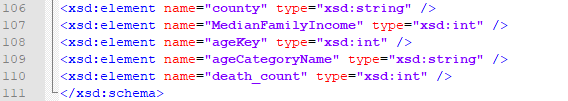 106 <xsd:element name="county" type="xsd:string" />
107 <xsd:element name="MedianFamilyIncome" type="xsd:int" />
108 <xsd:element name="ageKey" type="xsd:int" />
109 <xsd:element name="ageCategoryName" type="xsd:string" />
110 <xsd:element name="death_count" type="xsd:int" />
111 </xsd:schema>